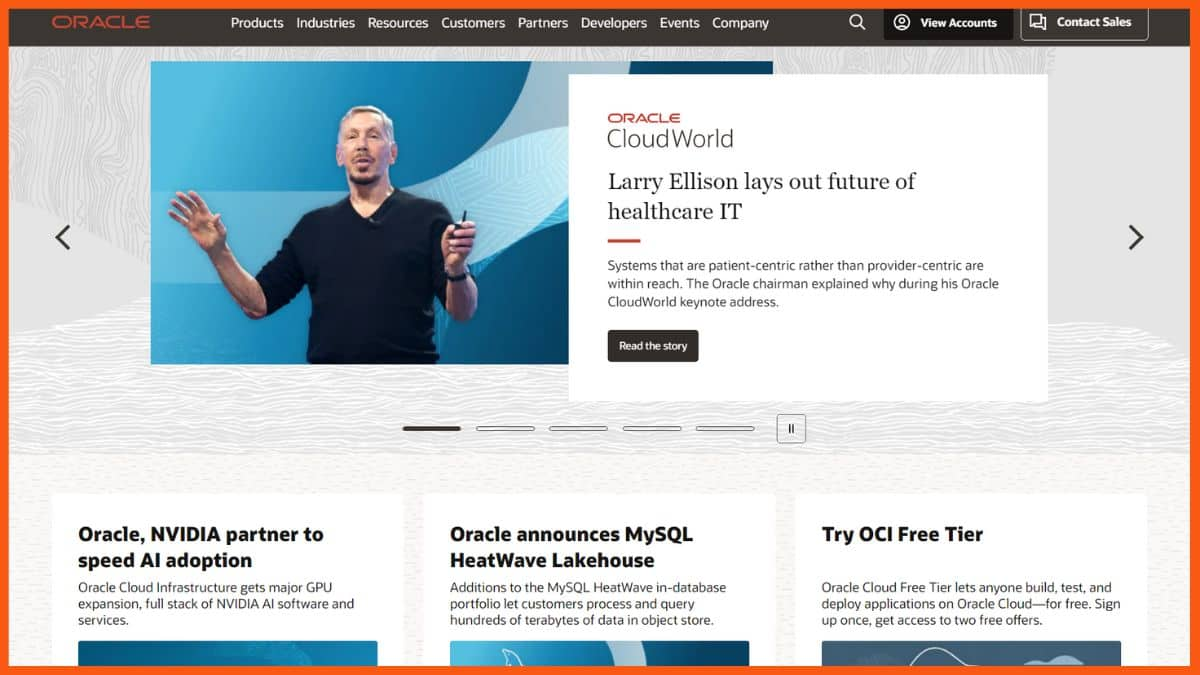 ORACLE
Products Industries Resources Customers Partners Developers Events Company
View Accounts
Contact Sales
ORACLE
CloudWorld
Larry Ellison lays out future of
healthcare IT
Systems that are patient-centric rather than provider-centric are
within reach. The Oracle chairman explained why during his Oracle
CloudWorld keynote address.
Read the story
Oracle, NVIDIA partner to
speed AI adoption
Oracle Cloud Infrastructure gets major GPU
expansion, full stack of NVIDIA AI software and
services.
Oracle announces MySQL
HeatWave Lakehouse
Additions to the MySQL HeatWave in-database
portfolio let customers process and query
hundreds of terabytes of data in object store.
Try OCI Free Tier
Oracle Cloud Free Tier lets anyone build, test, and
deploy applications on Oracle Cloud—for free. Sign
up once, get access to two free offers.